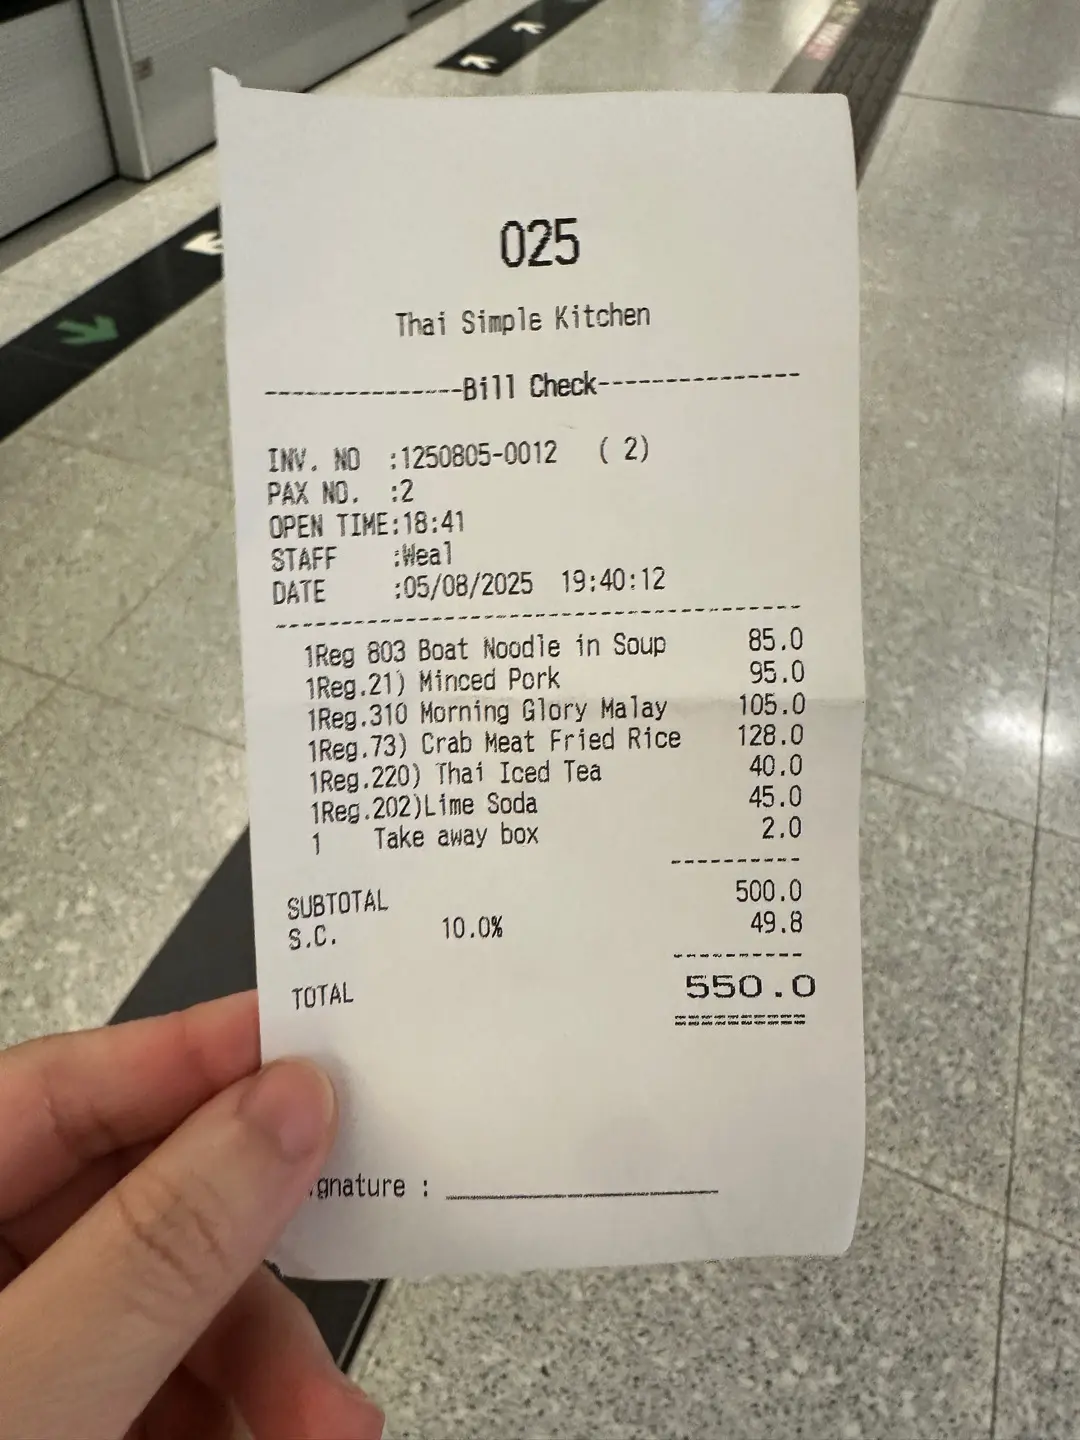 025
Thai Simple Kitchen
---------------Bill Check---------------
INV. NO :1250805-0012 ( 2)
PAX NO. :2
OPEN TIME:18:41
STAFF :Weal
DATE :05/08/2025 19:40:12
1Reg 803 Boat Noodle in Soup 85.0
1Reg.21) Minced Pork 95.0
1Reg.310 Morning Glory Malay 105.0
1Reg.73) Crab Meat Fried Rice 128.0
1Reg.220) Thai Iced Tea 40.0
1Reg.202)Lime Soda 45.0
1 Take away box 2.0
SUBTOTAL 500.0
S.C. 10.0% 49.8
TOTAL 550.0
gnature : ____________________